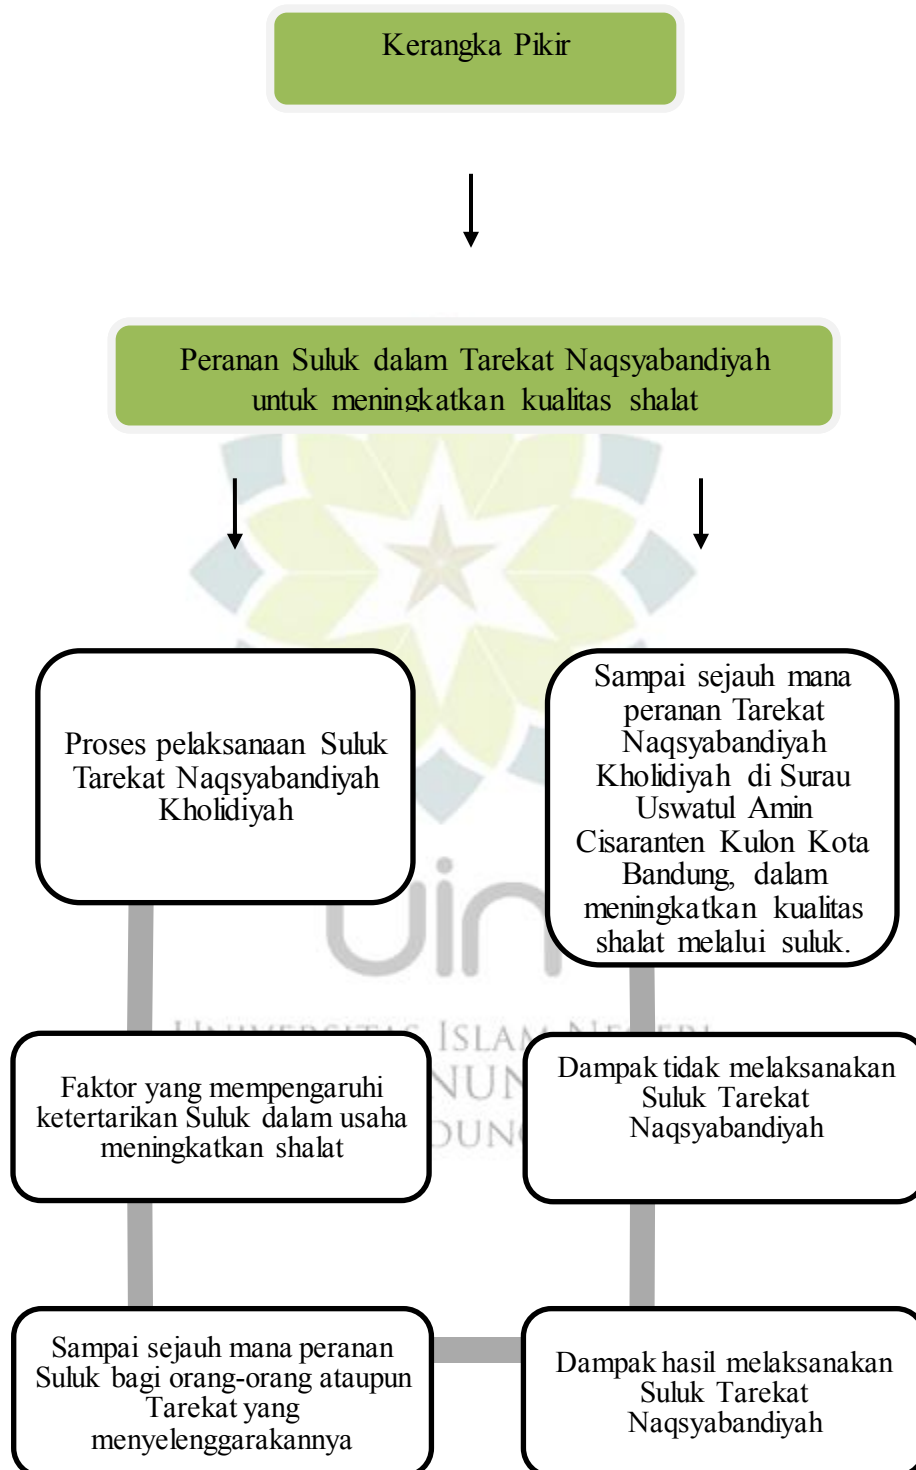 Kerangka Pikir
Peranan Suluk dalam Tarekat Naqsyabandiyah
untuk meningkatkan kualitas shalat
Proses pelaksanaan Suluk
Tarekat Naqsyabandiyah
Kholidiyah
Sampai sejauh mana
peranan Tarekat
Naqsyabandiyah
Kholidiyah di Surau
Uswatul Amin
Cisaranten Kulon Kota
Bandung, dalam
meningkatkan kualitas
shalat melalui suluk.
uin
ISLAM NEGERI
Faktor yang mempengaruhi
ketertarikan Suluk dalam usaha
meningkatkan shalat
Dampak tidak melaksanakan
Suluk Tarekat
Naqsyabandiyah
Sampai sejauh mana peranan
Suluk bagi orang-orang ataupun
Tarekat yang
menyelenggarakannya
Dampak hasil melaksanakan
Suluk Tarekat
Naqsyabandiyah